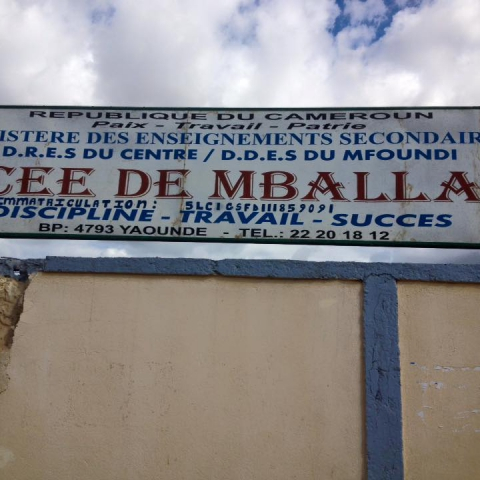 REPUBLIQUE DU CAMEROUN
Paix - Travail - Patrie
ISTERE DES ENSEIGNEMENTS SECONDAIR
D.R.E.S DU CENTRE / D.D.E.S DU MFOUNDI
CEE DE MBALLA
IMMATRICULATION:
DISCIPLINE - TRAVAIL - SUCCES
BP: 4793 YAOUNDE - TEL.: 22 20 18 12